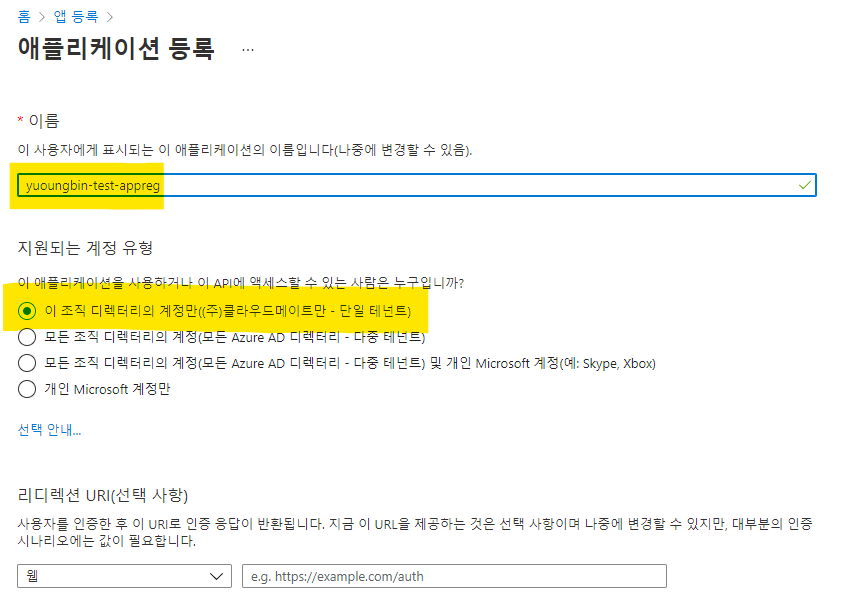 홈 > 앱 등록 >
애플리케이션 등록 ...
* 이름
이 사용자에게 표시되는 이 애플리케이션의 이름입니다(나중에 변경할 수 있음).
yuoungbin-test-appreg
지원되는 계정 유형
이 애플리케이션을 사용하거나 이 API에 액세스할 수 있는 사람은 누구입니까?
이 조직 디렉터리의 계정만((주)클라우드메이트만 - 단일 테넌트)
모든 조직 디렉터리의 계정(모든 Azure AD 디렉터리 - 다중 테넌트)
모든 조직 디렉터리의 계정(모든 Azure AD 디렉터리 - 다중 테넌트) 및 개인 Microsoft 계정(예: Skype, Xbox)
개인 Microsoft 계정만
선택 안내...
리디렉션 URI(선택 사항)
사용자를 인증한 후 이 URI로 인증 응답이 반환됩니다. 지금 이 URL을 제공하는 것은 선택 사항이며 나중에 변경할 수 있지만, 대부분의 인증
시나리오에는 값이 필요합니다.
웹
e.g. https://example.com/auth